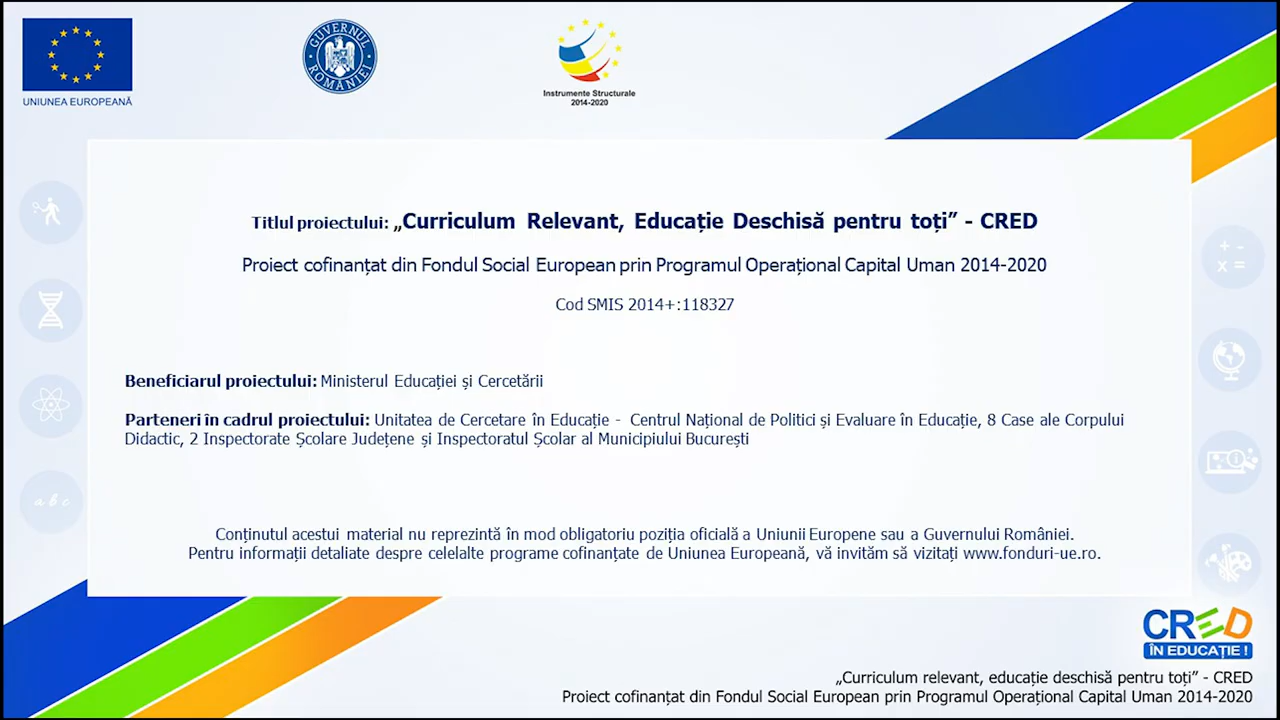 UNIUNEA EUROPEANĂ
GUVERNUL ROMÂNIEI
Instrumente Structurale
2014-2020
Titlul proiectului: „Curriculum Relevant, Educație Deschisă pentru toți” - CRED
Proiect cofinanțat din Fondul Social European prin Programul Operațional Capital Uman 2014-2020
Cod SMIS 2014+:118327
Beneficiarul proiectului: Ministerul Educației și Cercetării
Parteneri în cadrul proiectului: Unitatea de Cercetare în Educație - Centrul Național de Politici și Evaluare în Educație, 8 Case ale Corpului
Didactic, 2 Inspectorate Școlare Județene și Inspectoratul Școlar al Municipiului București
Conținutul acestui material nu reprezintă în mod obligatoriu poziția oficială a Uniunii Europene sau a Guvernului României.
Pentru informații detaliate despre celelalte programe cofinanțate de Uniunea Europeană, vă invităm să vizitați www.fonduri-ue.ro.
a b c
+ -
x =
CRED
ÎN EDUCAȚIE !
„Curriculum relevant, educație deschisă pentru toți” - CRED
Proiect cofinanțat din Fondul Social European prin Programul Operațional Capital Uman 2014-2020